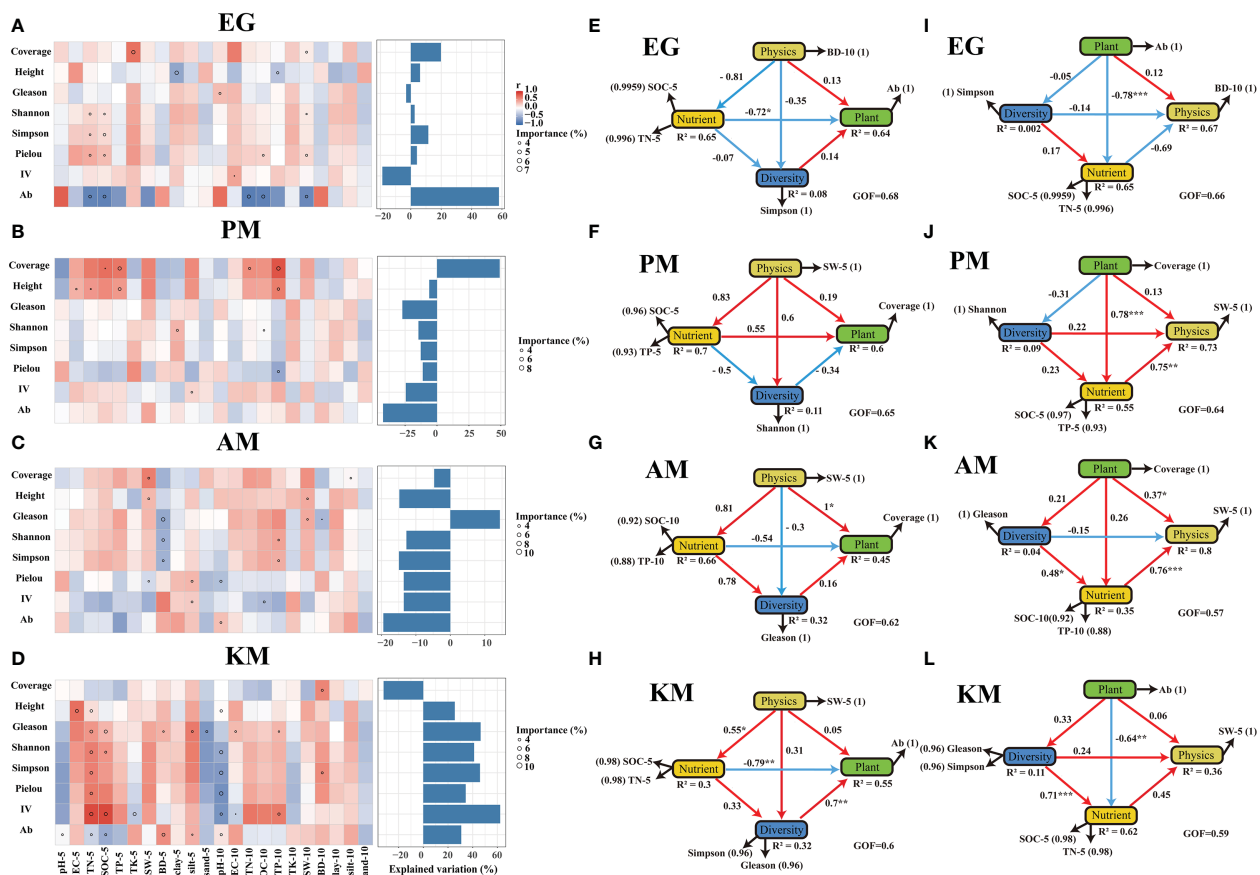 A EG
Coverage
Height
Gleason
Shannon
Simpson
Pielou
IV
Ab
−20 0 20 40 60
r
1.0
0.5
0.0
−0.5
−1.0
Importance (%)
4
5
6
7
B PM
Coverage
Height
Gleason
Shannon
Simpson
Pielou
IV
Ab
−25 0 25 50
Importance (%)
4
6
8
C AM
Coverage
Height
Gleason
Shannon
Simpson
Pielou
IV
Ab
−20 −10 0 10
Importance (%)
4
6
8
10
D KM
Coverage
Height
Gleason
Shannon
Simpson
Pielou
IV
Ab
pH-5 EC-5 TN-5 SOC-5 TP-5 TK-5 SW-5 BD-5 clay-5 silt-5 sand-5 pH-10 EC-10 TN-10 OC-10 TP-10 TK-10 SW-10 BD-10 lay-10 silt-10 and-10
−20 0 20 40 60
Explained variation (%)
Importance (%)
4
6
8
10
E EG
Physics BD-10 (1)
- 0.81 -0.35 0.13
(0.9959) SOC-5 Ab (1)
Nutrient -0.72* Plant
(0.996) TN-5 R² = 0.65 R² = 0.64
-0.07 0.14
Diversity
R² = 0.08
Simpson (1) GOF=0.68
F PM
Physics SW-5 (1)
0.83 0.6 0.19
(0.96) SOC-5 Coverage (1)
Nutrient 0.55 Plant
(0.93) TP-5 R² = 0.7 R² = 0.6
- 0.5 - 0.34
Diversity
R² = 0.11 GOF=0.65
Shannon (1)
G AM
Physics SW-5 (1)
0.81 - 0.3 1*
(0.92) SOC-10 Coverage (1)
Nutrient -0.54 Plant
(0.88) TP-10 R² = 0.66 R² = 0.45
0.78 0.16
Diversity
R² = 0.32 GOF=0.62
Gleason (1)
H KM
Physics SW-5 (1)
0.55* 0.31 0.05
(0.98) SOC-5 Ab (1)
Nutrient -0.79** Plant
(0.98) TN-5 R² = 0.3 R² = 0.55
0.33 0.7**
Diversity
Simpson (0.96) R² = 0.32 GOF=0.6
Gleason (0.96)
I EG
Plant Ab (1)
-0.05 -0.78*** 0.12
(1) Simpson BD-10 (1)
Diversity -0.14 Physics
R² = 0.002 R² = 0.67
0.17 -0.69
Nutrient
SOC-5 (0.9959) R² = 0.65 GOF=0.66
TN-5 (0.996)
J PM
Plant Coverage (1)
-0.31 0.78*** 0.13
(1) Shannon SW-5 (1)
Diversity 0.22 Physics
R² = 0.09 R² = 0.73
0.23 0.75**
Nutrient
SOC-5 (0.97) R² = 0.55 GOF=0.64
TP-5 (0.93)
K AM
Plant Coverage (1)
0.21 0.26 0.37*
(1) Gleason SW-5 (1)
Diversity -0.15 Physics
R² = 0.04 R² = 0.8
0.48* 0.76***
Nutrient
SOC-10(0.92) R² = 0.35 GOF=0.57
TP-10 (0.88)
L KM
Plant Ab (1)
0.33 -0.64** 0.06
(0.96) Gleason SW-5 (1)
Diversity 0.24 Physics
(0.96) Simpson R² = 0.11 R² = 0.36
0.71*** 0.45
Nutrient
SOC-5 (0.98) R² = 0.62 GOF=0.59
TN-5 (0.98)